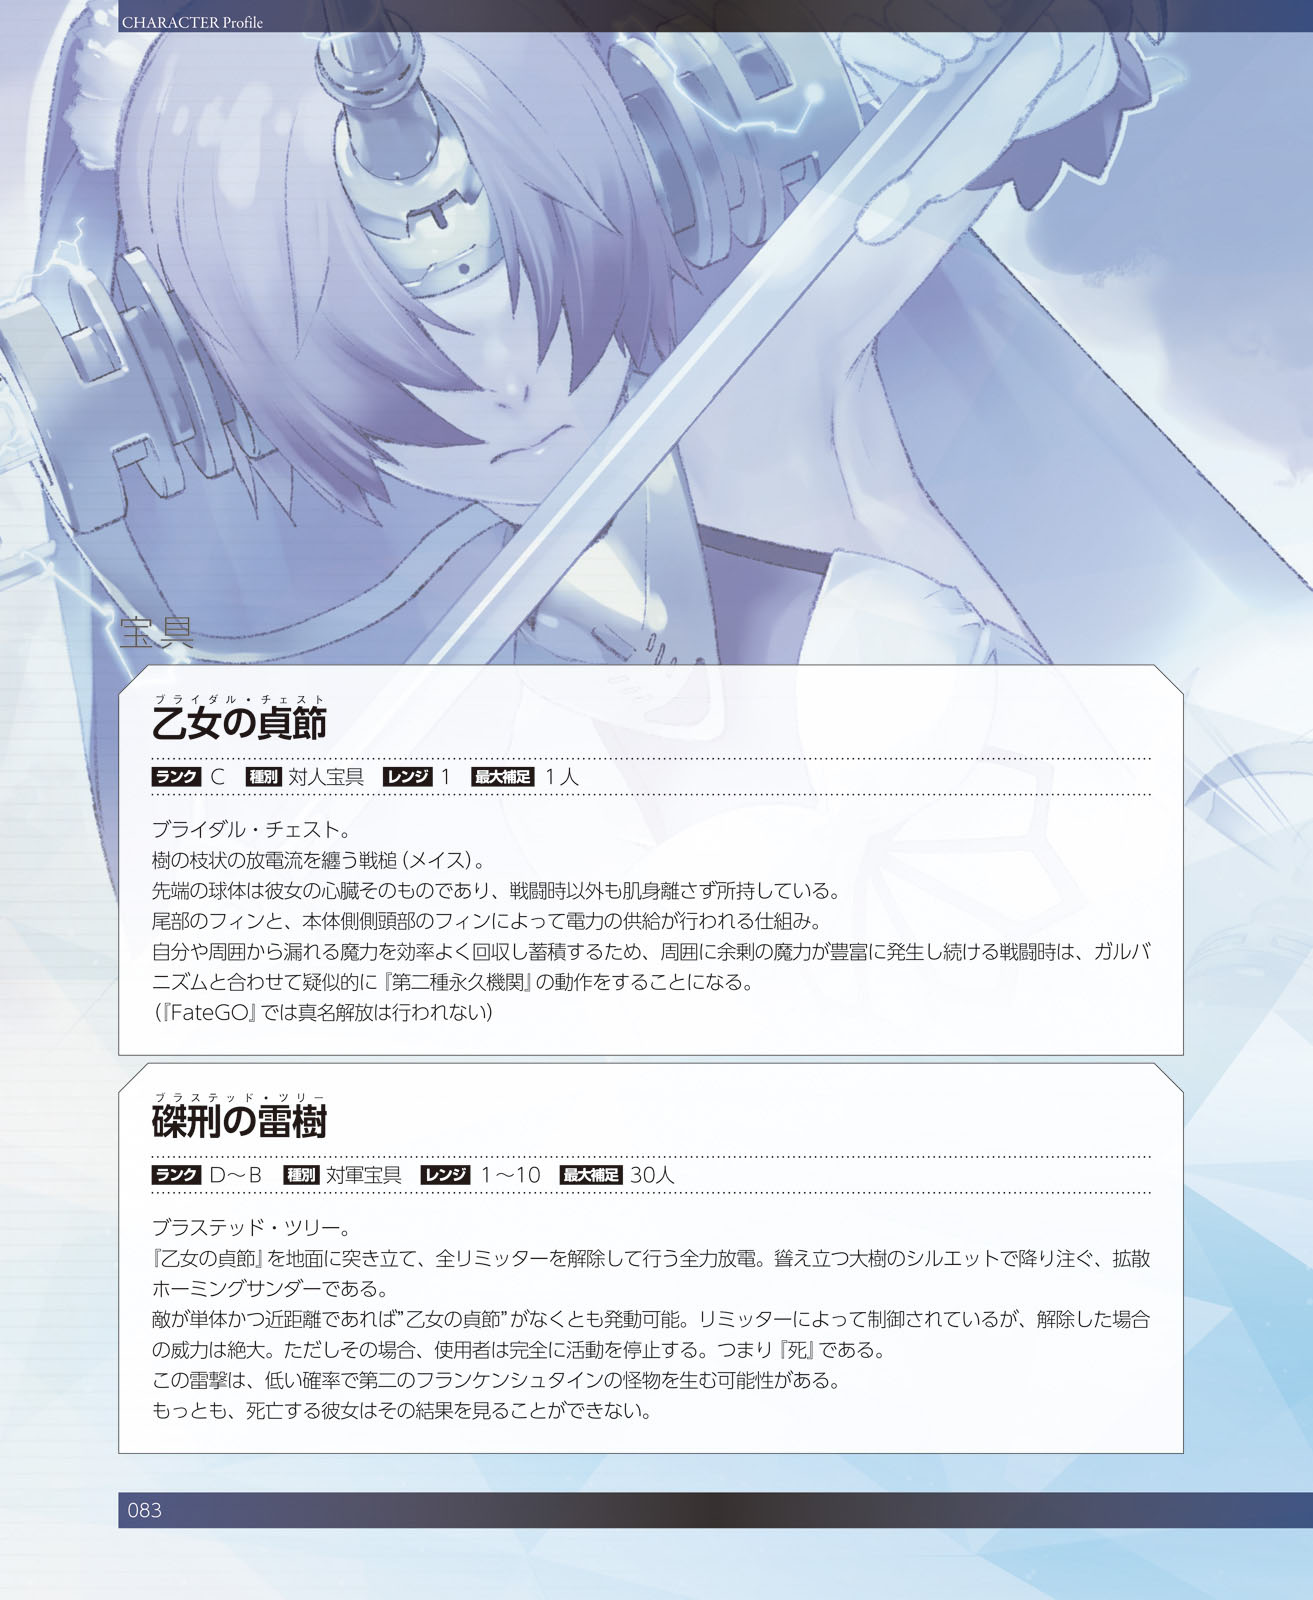 CHARACTER Profile
宝具
ブライダル・チェスト
乙女の貞節
ランク C 種別 対人宝具 レンジ 1 最大補足 1人
ブライダル・チェスト。
樹の枝状の放電流を纏う戦槌（メイス）。
先端の球体は彼女の心臓そのものであり、戦闘時以外も肌身離さず所持している。
尾部のフィンと、本体側側頭部のフィンによって電力の供給が行われる仕組み。
自分や周囲から漏れる魔力を効率よく回収し蓄積するため、周囲に余剰の魔力が豊富に発生し続ける戦闘時は、ガルバ
ニズムと合わせて疑似的に『第二種永久機関』の動作をすることになる。
（『FateGO』では真名解放は行われない）
ブラステッド・ツリー
磔刑の雷樹
ランク D～B 種別 対軍宝具 レンジ 1～10 最大補足 30人
ブラステッド・ツリー。
『乙女の貞節』を地面に突き立て、全リミッターを解除して行う全力放電。聳え立つ大樹のシルエットで降り注ぐ、拡散
ホーミングサンダーである。
敵が単体かつ近距離であれば”乙女の貞節”がなくとも発動可能。リミッターによって制御されているが、解除した場合
の威力は絶大。ただしその場合、使用者は完全に活動を停止する。つまり『死』である。
この雷撃は、低い確率で第二のフランケンシュタインの怪物を生む可能性がある。
もっとも、死亡する彼女はその結果を見ることができない。
083